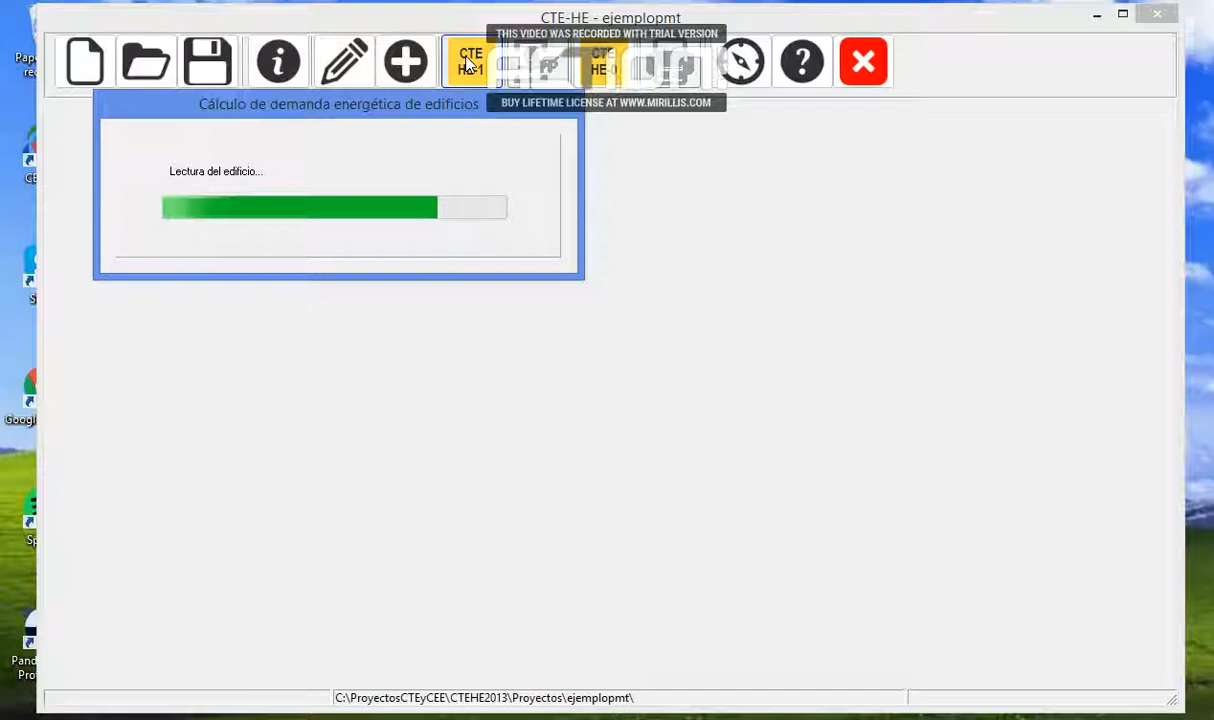 CTE-HE - ejemplopmt
THIS VIDEO WAS RECORDED WITH TRIAL VERSION
CTE
HE-1
CTE
HE-0
BUY LIFETIME LICENSE AT WWW.MIRILLIS.COM
Cálculo de demanda energética de edificios
Lectura del edificio...
Google
C:\ProyectosCTEyCEE\CTEHE2013\Proyectos\ejemplopmt\